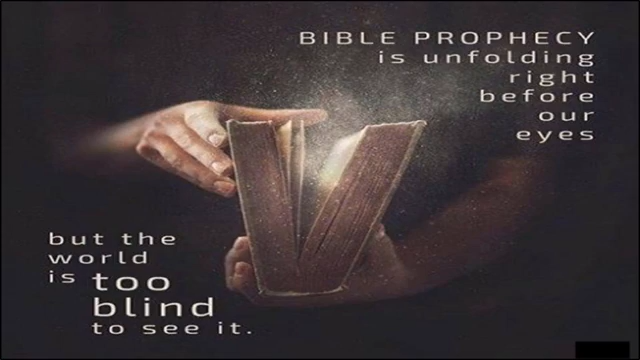 BIBLE PROPHECY
is unfolding
right
before
our
eyes
but the
world
is too
blind
to see it.